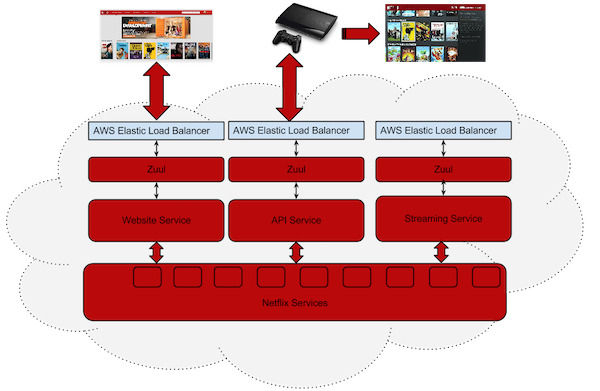 AWS Elastic Load Balancer
AWS Elastic Load Balancer
AWS Elastic Load Balancer
Zuul
Zuul
Zuul
Website Service
API Service
Streaming Service
Netflix Services